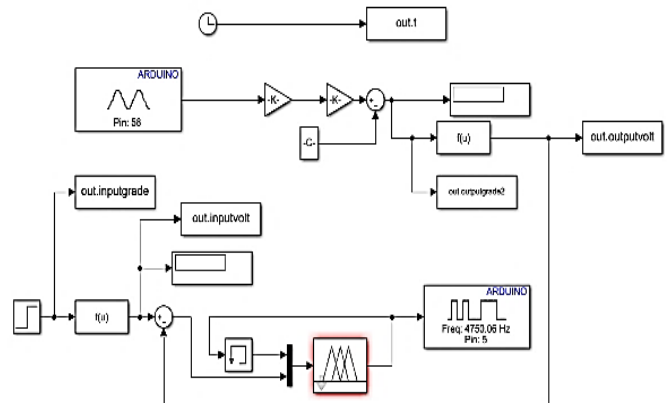 out.t
ARDUINO
Pin: 56
-K-
-K-
-C-
f(u)
out.outputvolt
out.outputgrade2
out.inputgrade
out.inputvolt
f(u)
ARDUINO
Freq: 4750.06 Hz
Pin: 5